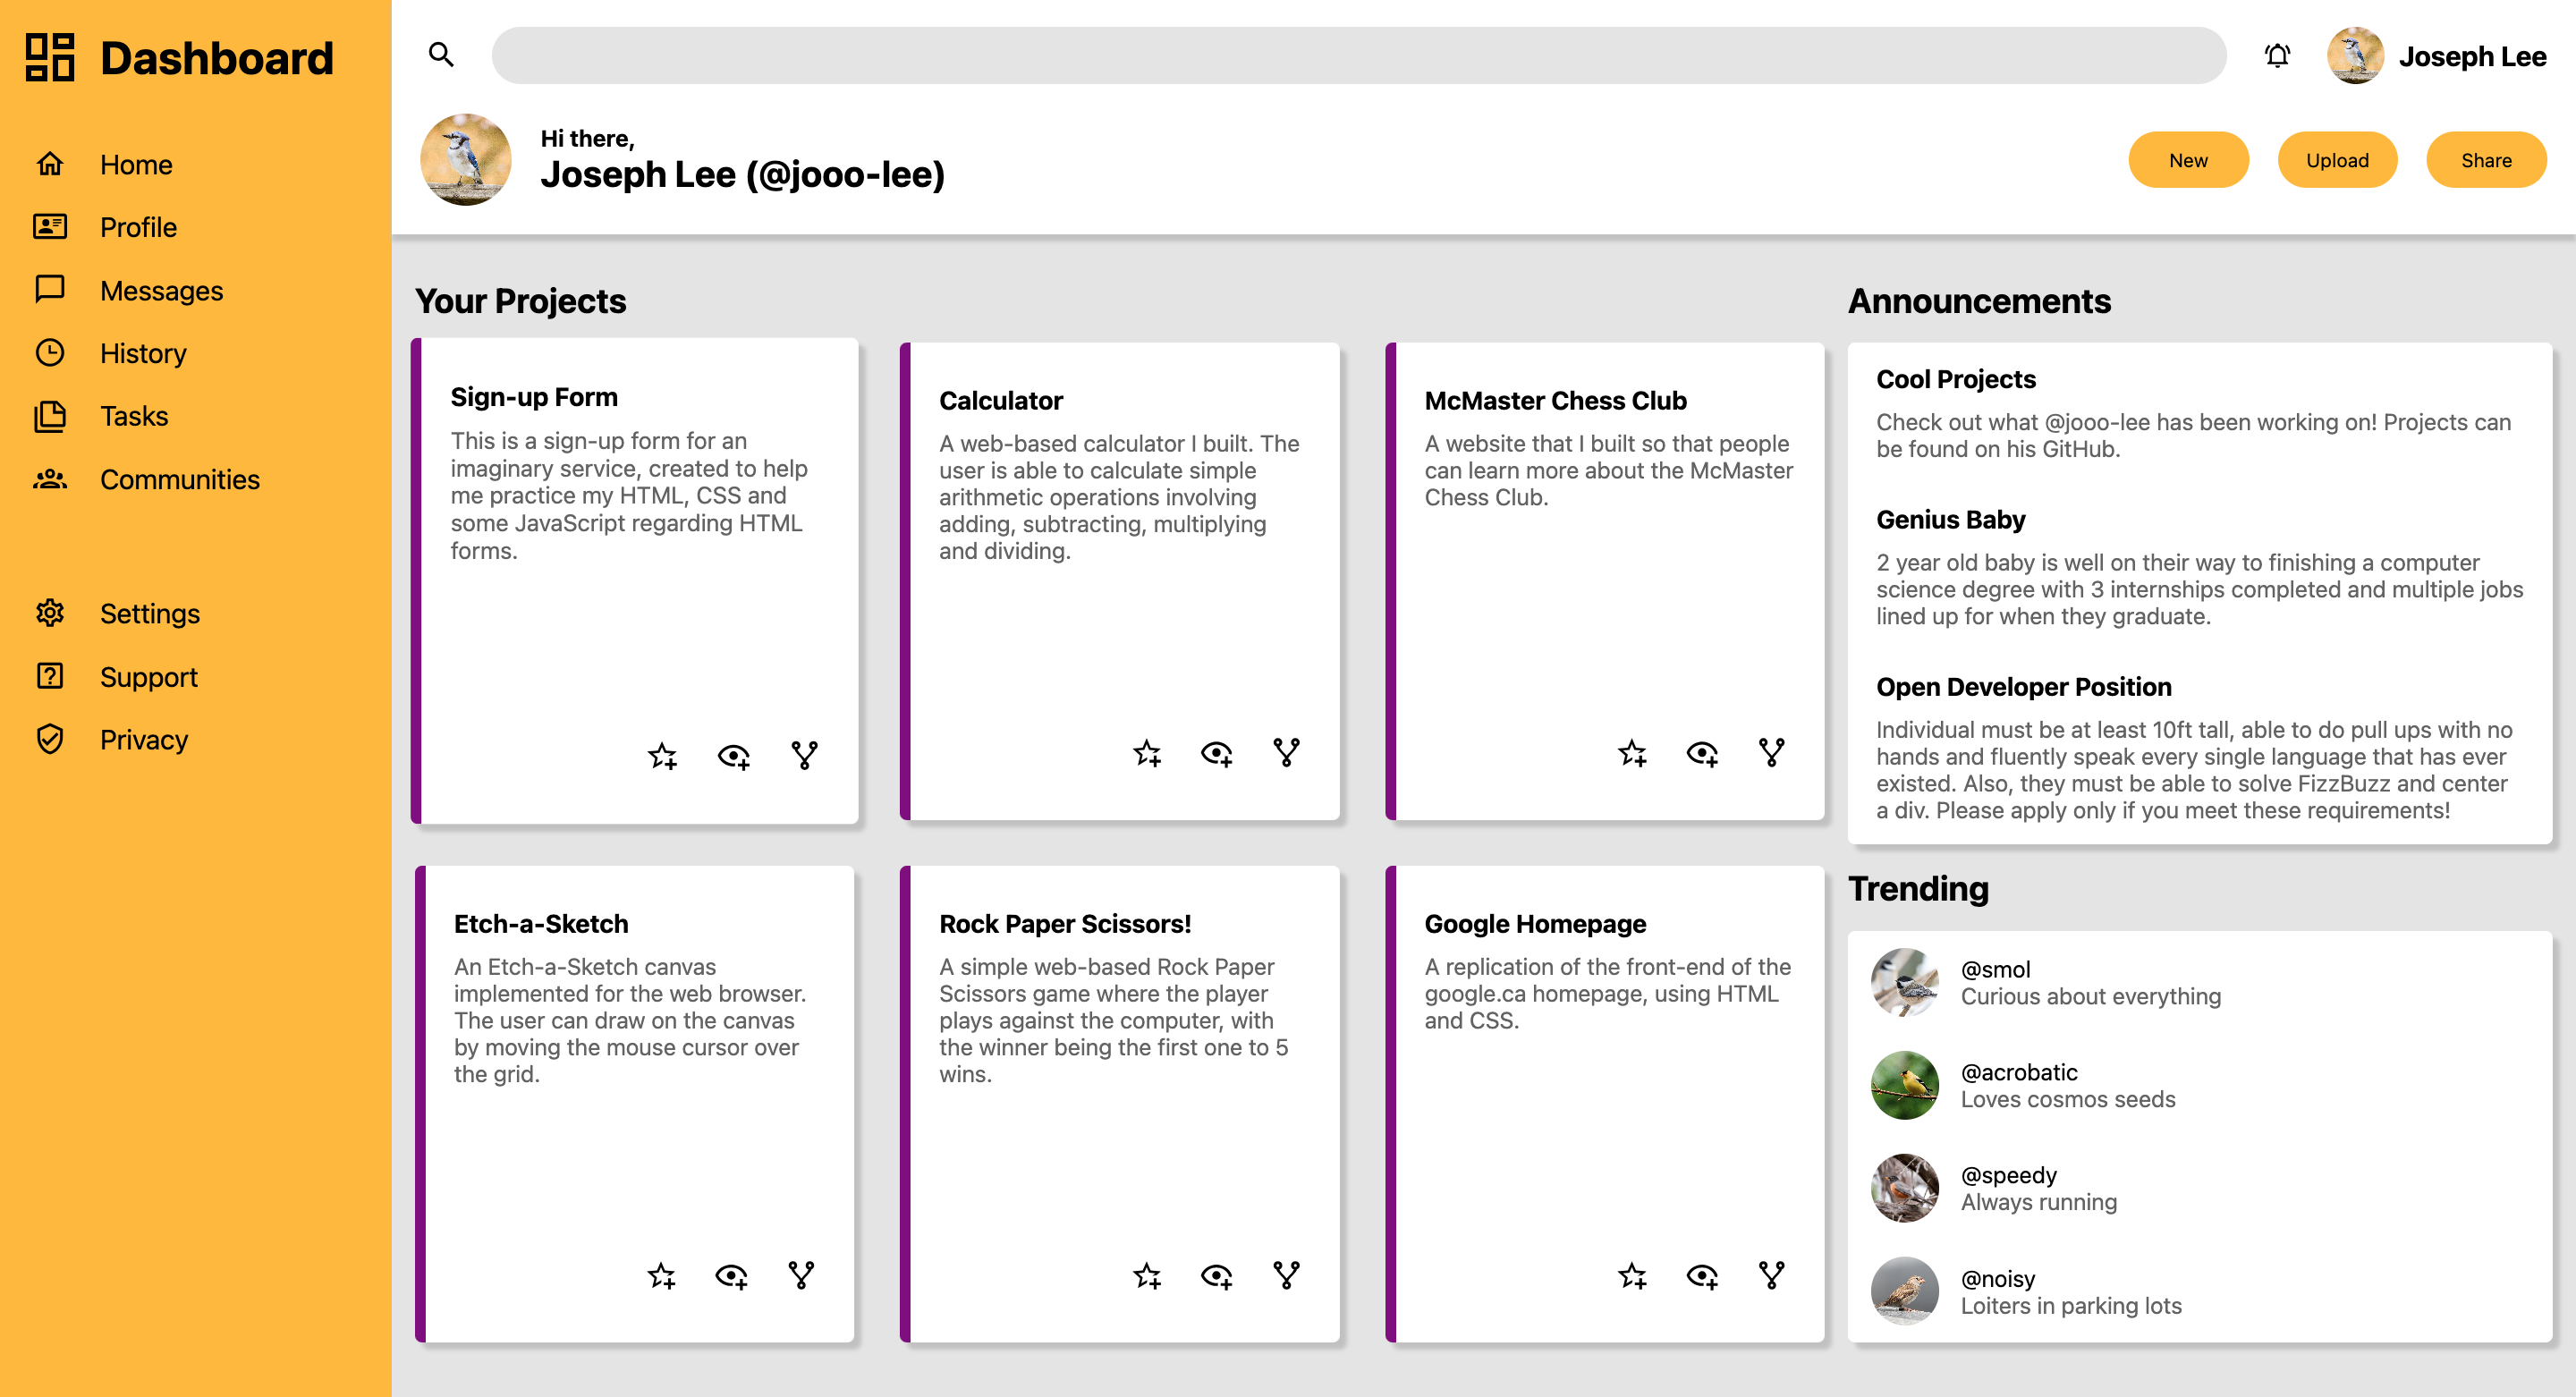 Dashboard
Home
Profile
Messages
History
Tasks
Communities
Settings
Support
Privacy
Joseph Lee
Hi there,
Joseph Lee (@jooo-lee)
New
Upload
Share
Your Projects
Sign-up Form
This is a sign-up form for an
imaginary service, created to help
me practice my HTML, CSS and
some JavaScript regarding HTML
forms.
Calculator
A web-based calculator I built. The
user is able to calculate simple
arithmetic operations involving
adding, subtracting, multiplying
and dividing.
McMaster Chess Club
A website that I built so that people
can learn more about the McMaster
Chess Club.
Etch-a-Sketch
An Etch-a-Sketch canvas
implemented for the web browser.
The user can draw on the canvas
by moving the mouse cursor over
the grid.
Rock Paper Scissors!
A simple web-based Rock Paper
Scissors game where the player
plays against the computer, with
the winner being the first one to 5
wins.
Google Homepage
A replication of the front-end of the
google.ca homepage, using HTML
and CSS.
Announcements
Cool Projects
Check out what @jooo-lee has been working on! Projects can
be found on his GitHub.
Genius Baby
2 year old baby is well on their way to finishing a computer
science degree with 3 internships completed and multiple jobs
lined up for when they graduate.
Open Developer Position
Individual must be at least 10ft tall, able to do pull ups with no
hands and fluently speak every single language that has ever
existed. Also, they must be able to solve FizzBuzz and center
a div. Please apply only if you meet these requirements!
Trending
@smol
Curious about everything
@acrobatic
Loves cosmos seeds
@speedy
Always running
@noisy
Loiters in parking lots